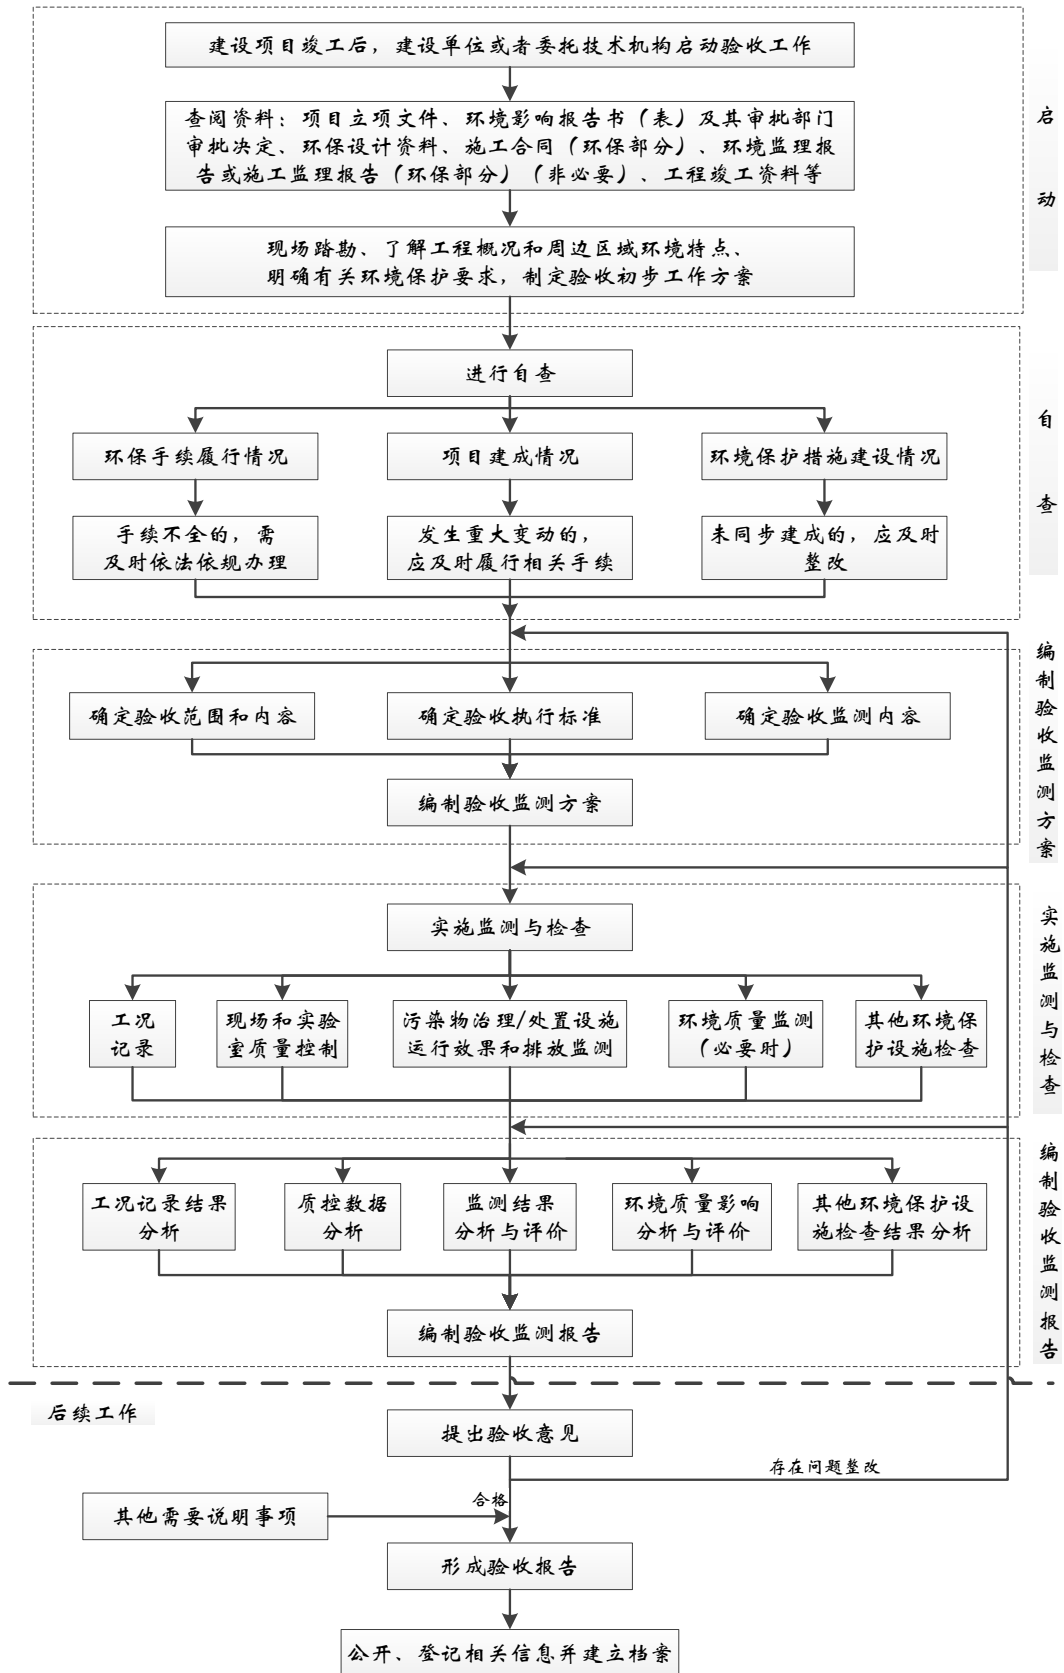 建设项目竣工后，建设单位或者委托技术机构启动验收工作
查阅资料：项目立项文件、环境影响报告书（表）及其审批部门
审批决定、环保设计资料、施工合同（环保部分）、环境监理报
告或施工监理报告（环保部分）（非必要）、工程竣工资料等
现场踏勘、了解工程概况和周边区域环境特点、
明确有关环境保护要求，制定验收初步工作方案
启动
进行自查
环保手续履行情况
项目建成情况
环境保护措施建设情况
手续不全的，需
及时依法依规办理
发生重大变动的，
应及时履行相关手续
未同步建成的，应及时
整改
自查
确定验收范围和内容
确定验收执行标准
确定验收监测内容
编制验收监测方案
编制验收监测方案
实施监测与检查
工况
记录
现场和实验
室质量控制
污染物治理/处置设施
运行效果和排放监测
环境质量监测
（必要时）
其他环境保
护设施检查
实施监测与检查
工况记录结果
分析
质控数据
分析
监测结果
分析与评价
环境质量影响
分析与评价
其他环境保护设
施检查结果分析
编制验收监测报告
编制验收监测报告
后续工作
提出验收意见
存在问题整改
合格
其他需要说明事项
形成验收报告
公开、登记相关信息并建立档案